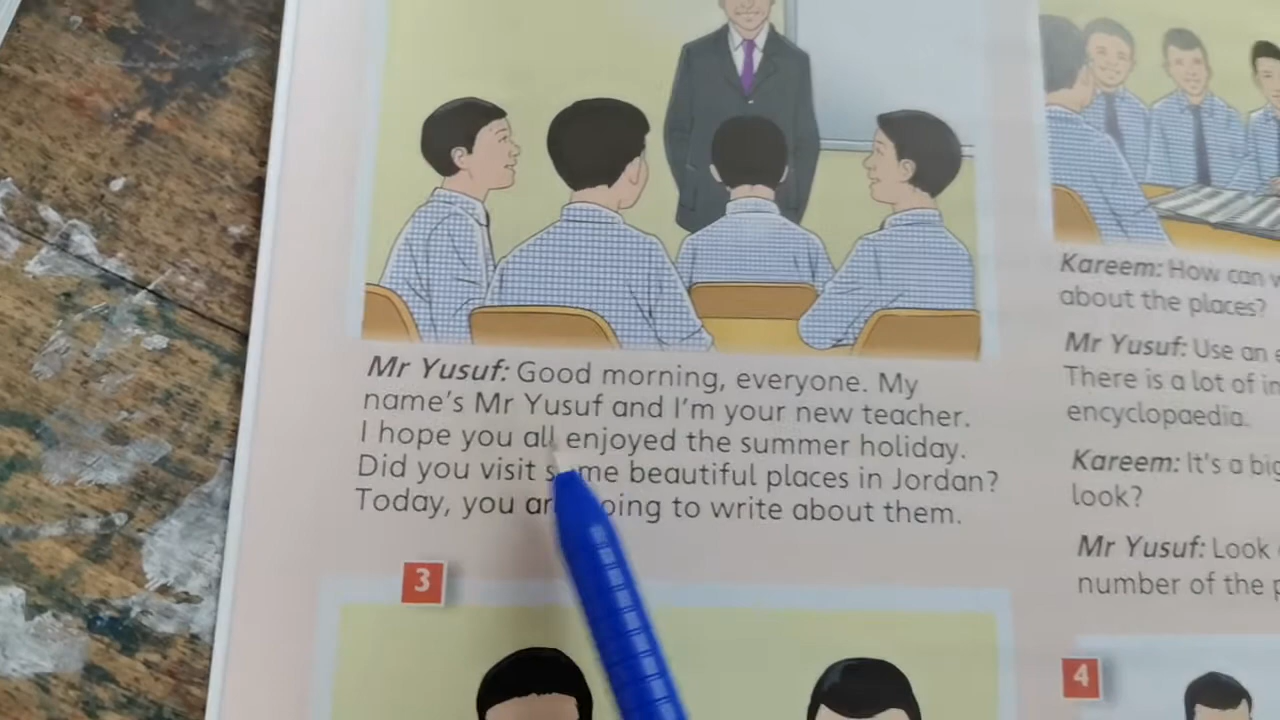 Mr Yusuf: Good morning, everyone. My
name's Mr Yusuf and I'm your new teacher.
I hope you all enjoyed the summer holiday.
Did you visit some beautiful places in Jordan?
Today, you are going to write about them.
3
Kareem: How can
about the places?
Mr Yusuf: Use an
There is a lot of
encyclopaedia.
Kareem: It's a
look?
Mr Yusuf: Look
number of the
4